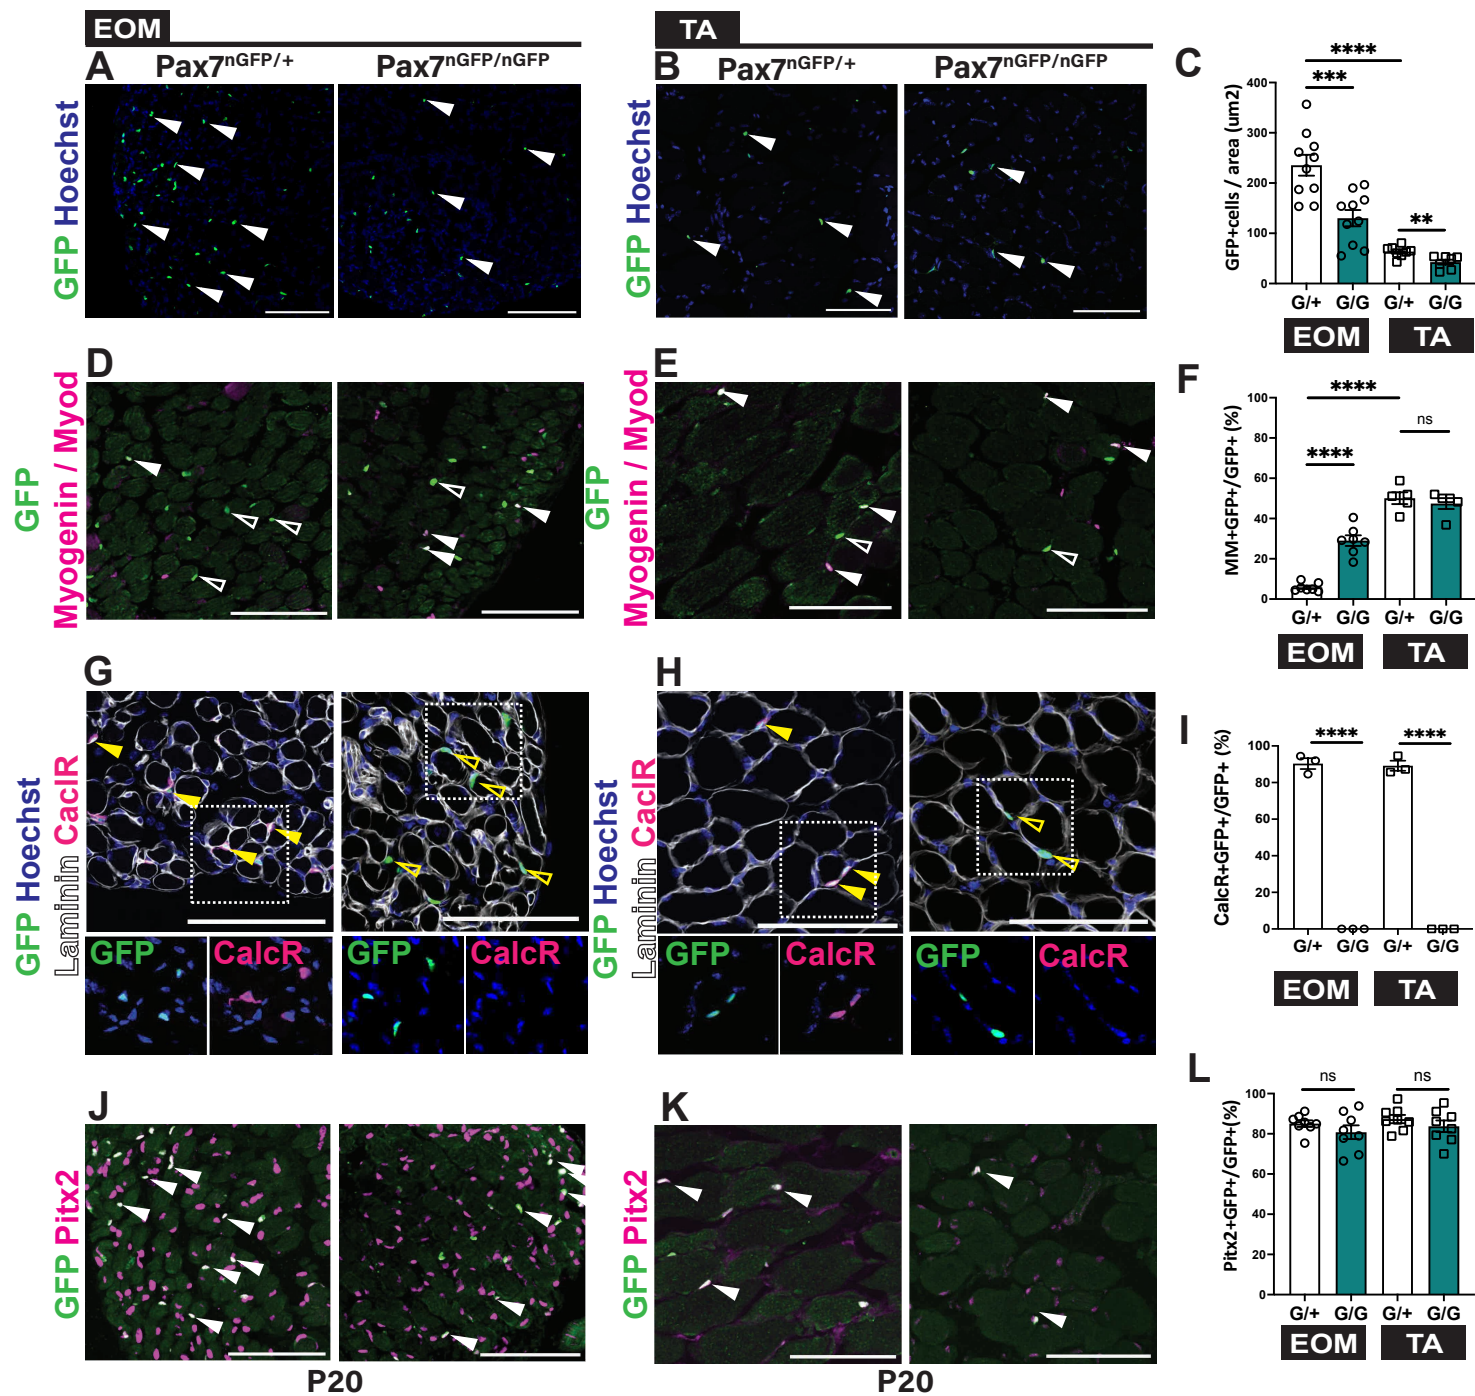 EOM
TA
A
Pax7nGFP/+
Pax7nGFP/nGFP
B
Pax7nGFP/+
Pax7nGFP/nGFP
C
GFP Hoechst
GFP Hoechst
GFP+cells / area (um2)
400
300
200
100
0
****
***
**
G/+
G/G
G/+
G/G
EOM
TA
D
E
F
GFP
Myogenin / Myod
GFP
Myogenin / Myod
MM+GFP+/GFP+ (%)
100
80
60
40
20
0
****
****
ns
G/+
G/G
G/+
G/G
EOM
TA
G
H
I
GFP Hoechst
Laminin CaclR
GFP
CalcR
GFP
CalcR
GFP Hoechst
Laminin CaclR
GFP
CalcR
GFP
CalcR
CalcR+GFP+/GFP+ (%)
100
80
60
40
20
0
****
****
G/+
G/G
G/+
G/G
EOM
TA
J
K
L
GFP Pitx2
GFP Pitx2
Pitx2+GFP+/GFP+(%)
100
80
60
40
20
0
ns
ns
G/+
G/G
G/+
G/G
EOM
TA
P20
P20